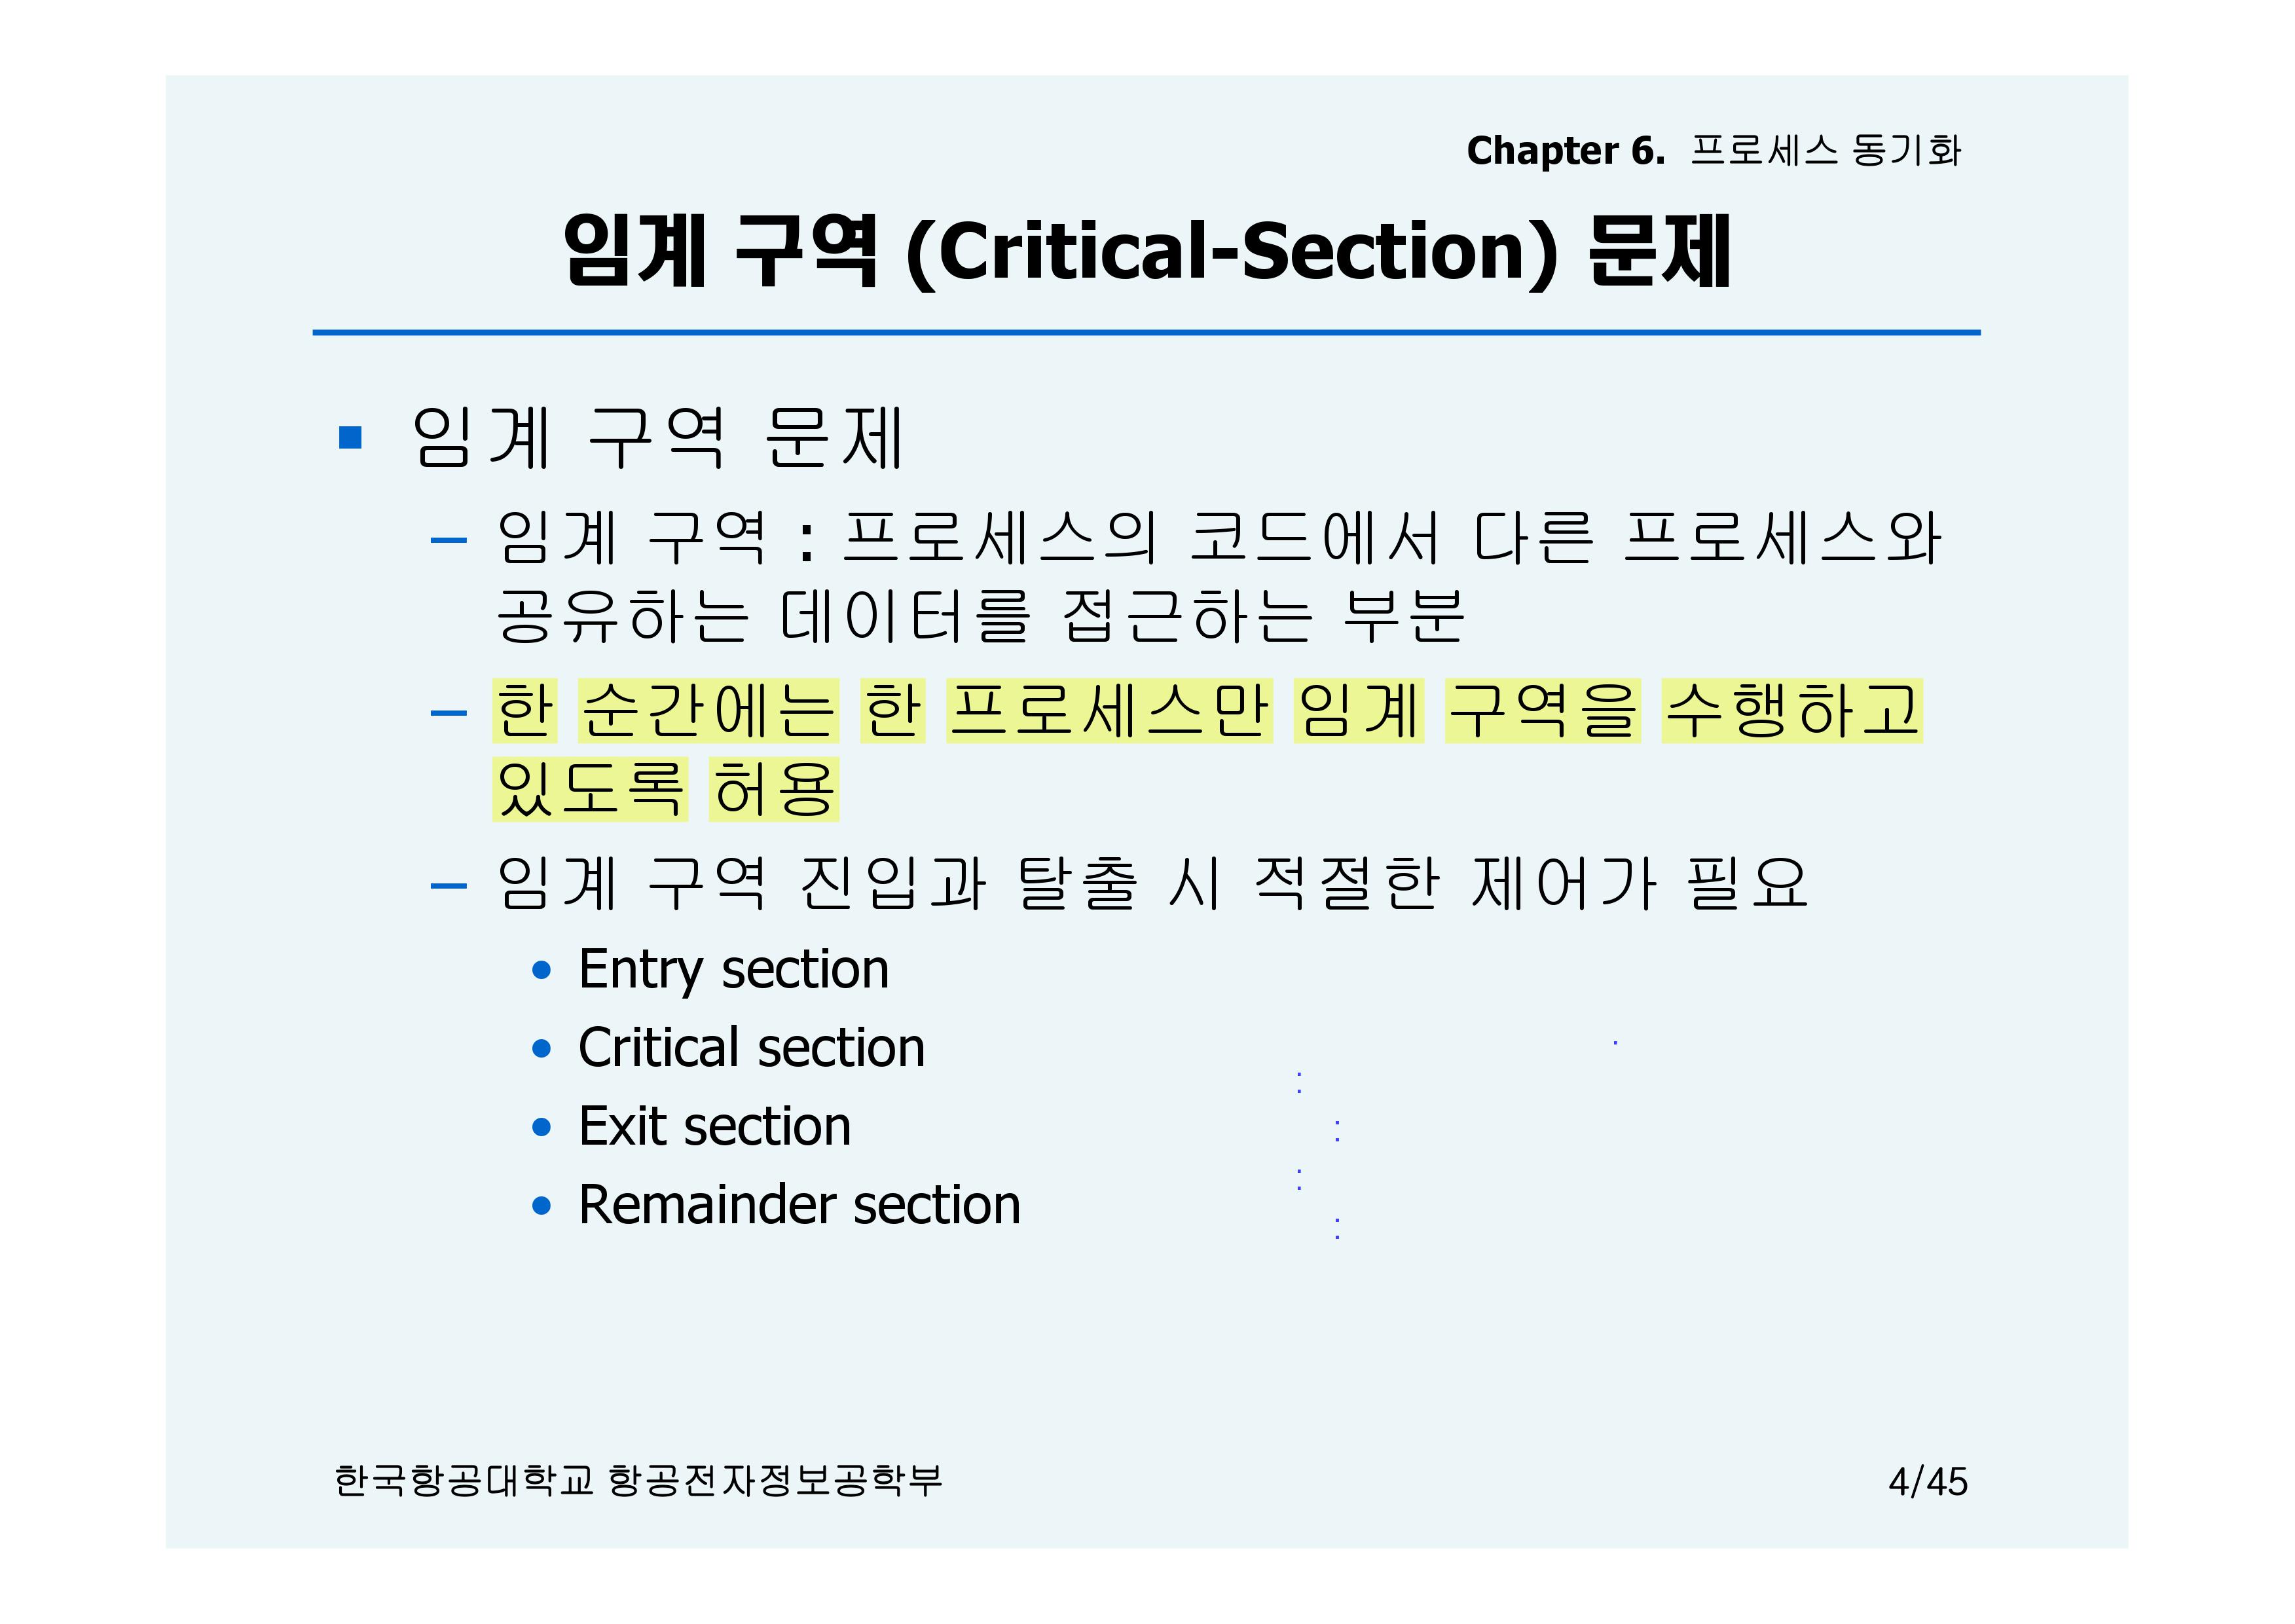 Chapter 6. 프로세스 동기화
임계 구역 (Critical-Section) 문제
임계 구역 문제
임계 구역 : 프로세스의 코드에서 다른 프로세스와
공유하는 데이터를 접근하는 부분
한 순간에는 한 프로세스만 임계 구역을 수행하고
있도록 허용
임계 구역 진입과 탈출 시 적절한 제어가 필요
Entry section
Critical section
Exit section
Remainder section
한국항공대학교 항공전자정보공학부
4/45